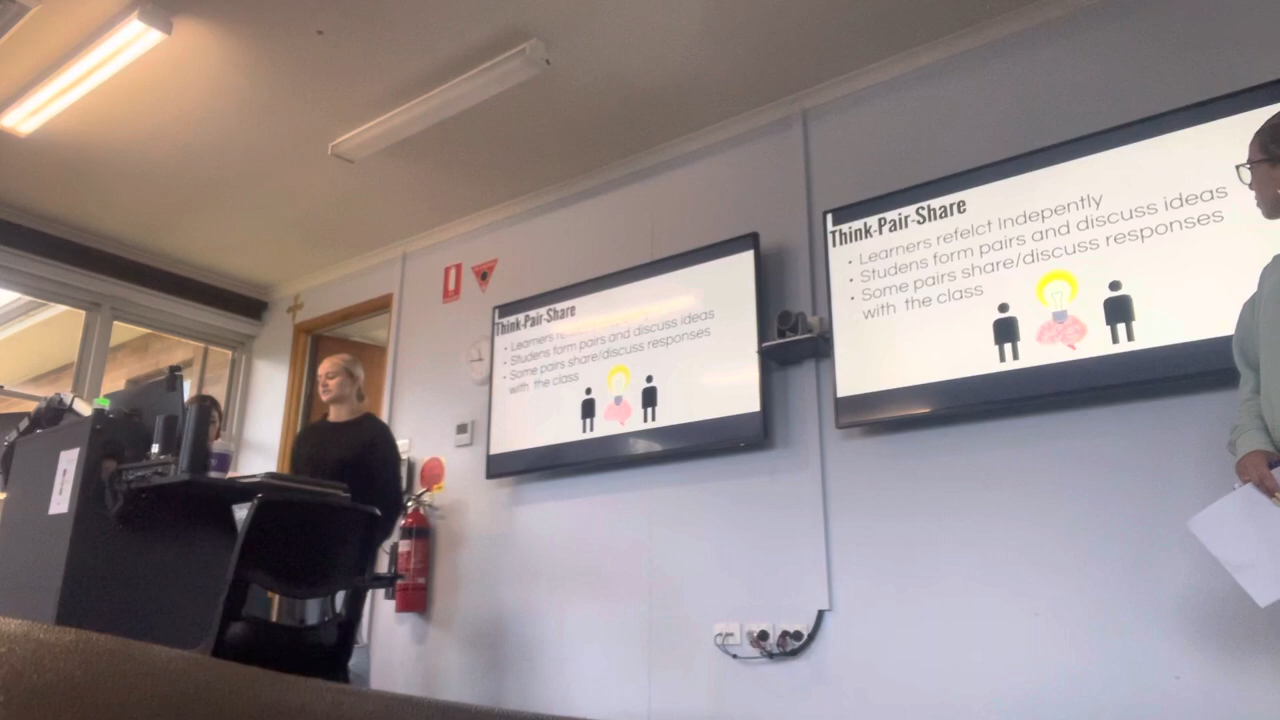 Think-Pair-Share
• Learners
• Studens form pairs and discuss ideas
• Some pairs share/discuss responses
with the class
Think-Pair-Share
• Learners refelct Indepently
• Studens form pairs and discuss ideas
• Some pairs share/discuss responses
with the class